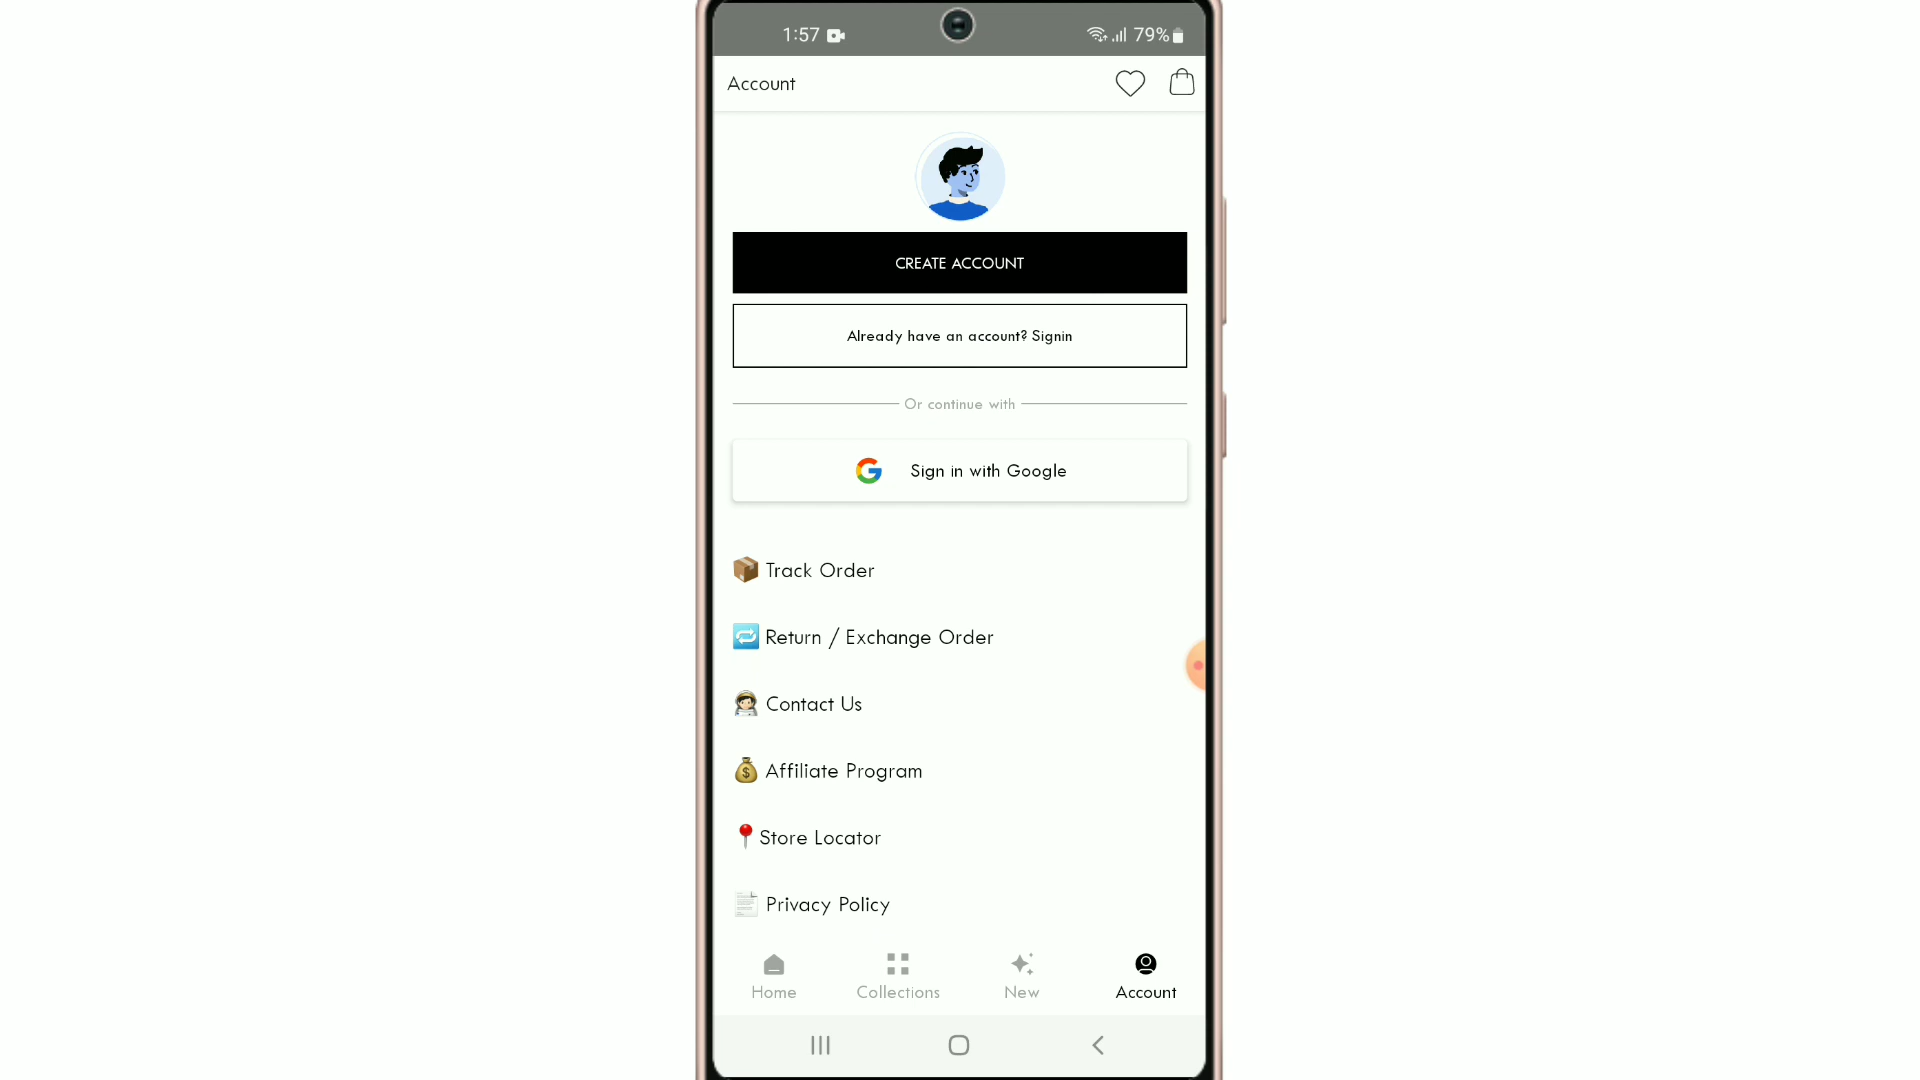 1:57
79%
Account
CREATE ACCOUNT
Already have an account? Signin
Or continue with
Sign in with Google
Track Order
Return / Exchange Order
Contact Us
Affiliate Program
Store Locator
Privacy Policy
Home
Collections
New
Account